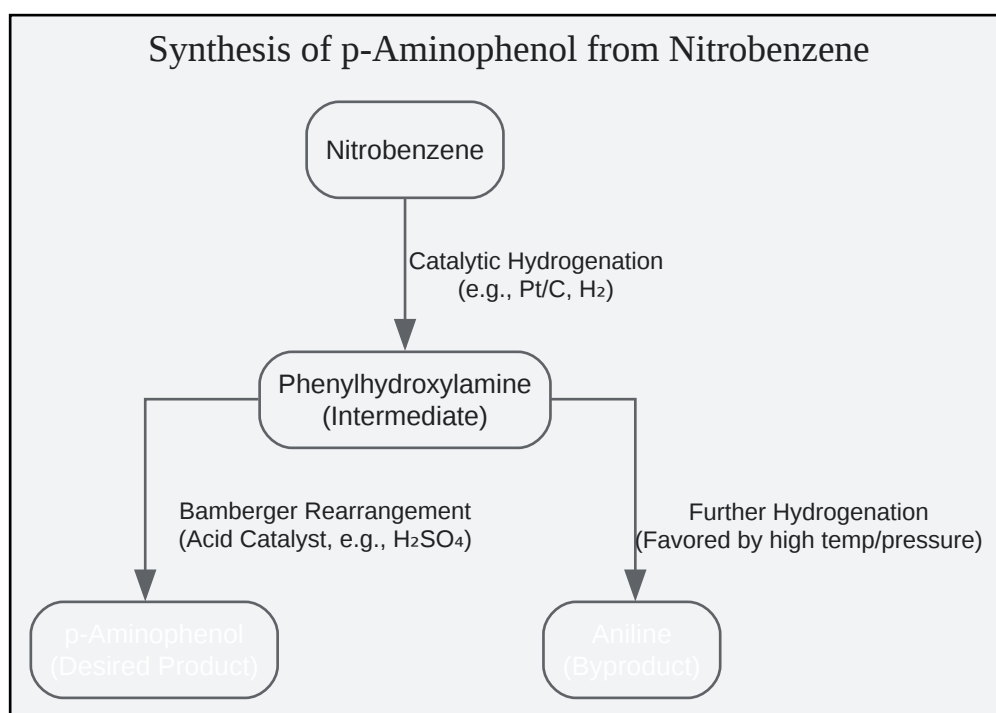 Synthesis of p-Aminophenol from Nitrobenzene
Nitrobenzene
Catalytic Hydrogenation
(e.g., Pt/C, H₂)
Phenylhydroxylamine
(Intermediate)
Bamberger Rearrangement
(Acid Catalyst, e.g., H₂SO₄)
Further Hydrogenation
(Favored by high temp/pressure)
p-Aminophenol
(Desired Product)
Aniline
(Byproduct)